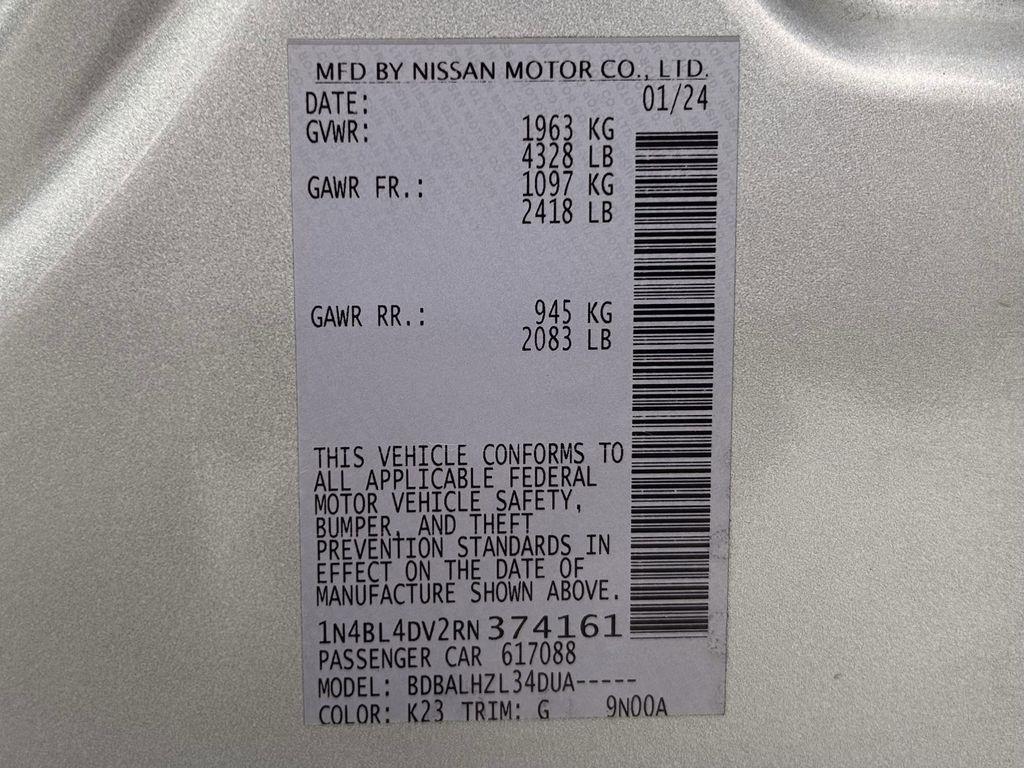 MFD BY NISSAN MOTOR CO., LTD.
DATE: 01/24
GVWR: 1963 KG
4328 LB
GAWR FR.: 1097 KG
2418 LB
GAWR RR.: 945 KG
2083 LB
THIS VEHICLE CONFORMS TO
ALL APPLICABLE FEDERAL
MOTOR VEHICLE SAFETY,
BUMPER, AND THEFT
PREVENTION STANDARDS IN
EFFECT ON THE DATE OF
MANUFACTURE SHOWN ABOVE.
1N4BL4DV2RN374161
PASSENGER CAR 617088
MODEL: BDBALHZL34DUA-----
COLOR: K23 TRIM: G 9N00A